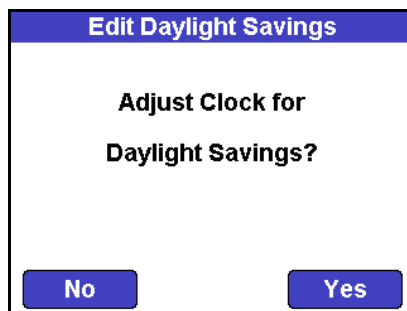 Edit Daylight Savings
Adjust Clock for
Daylight Savings?
No Yes